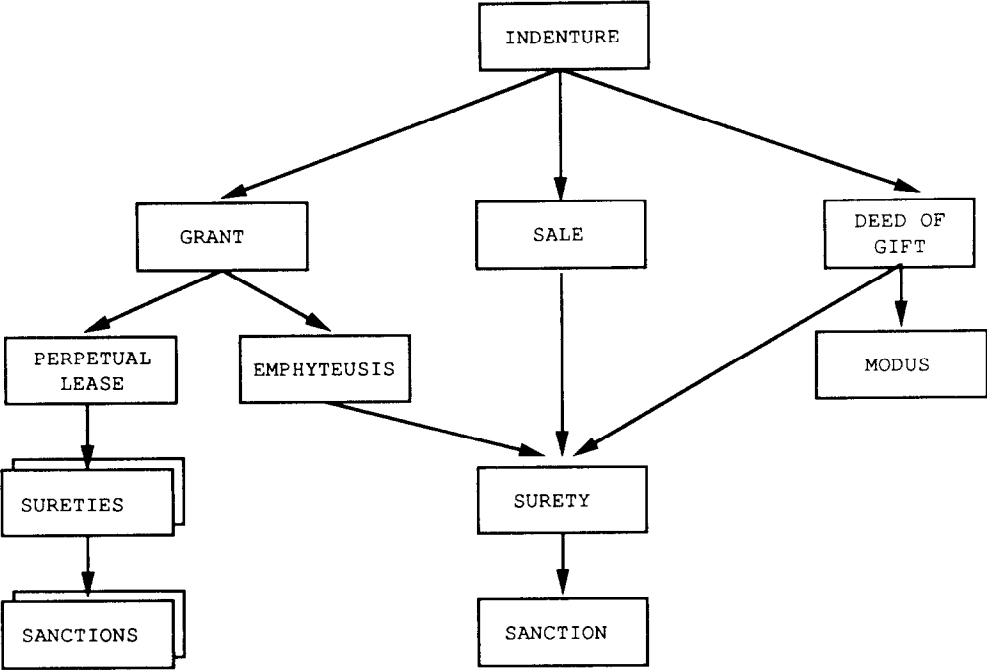 INDENTURE
GRANT
SALE
DEED OF
GIFT
PERPETUAL
LEASE
EMPHYTEUSIS
MODUS
SURETIES
SURETY
SANCTIONS
SANCTION